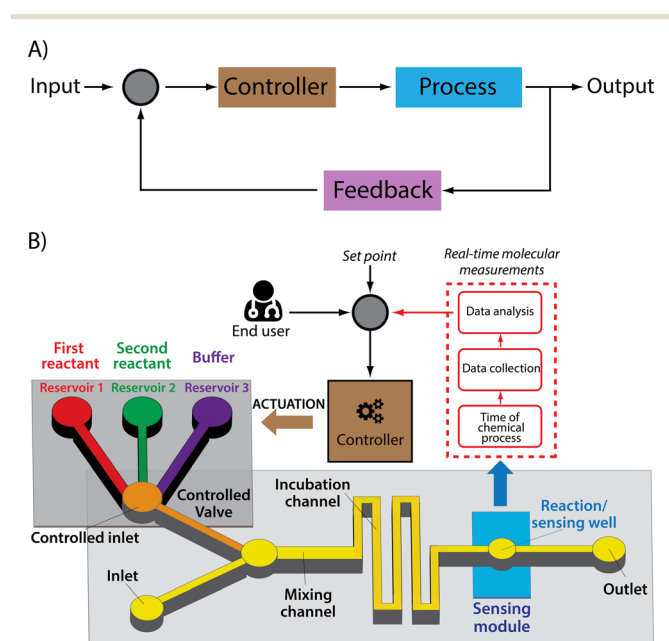 A)
Input
Controller
Process
Output
Feedback
B)
Set point
Real-time molecular
measurements
End user
Data analysis
Data collection
Time of
chemical
process
First
reactant
Second
reactant
Buffer
Reservoir 1
Reservoir 2
Reservoir 3
ACTUATION
Controller
Controlled
Valve
Controlled inlet
Incubation
channel
Reaction/
sensing well
Inlet
Mixing
channel
Sensing
module
Outlet